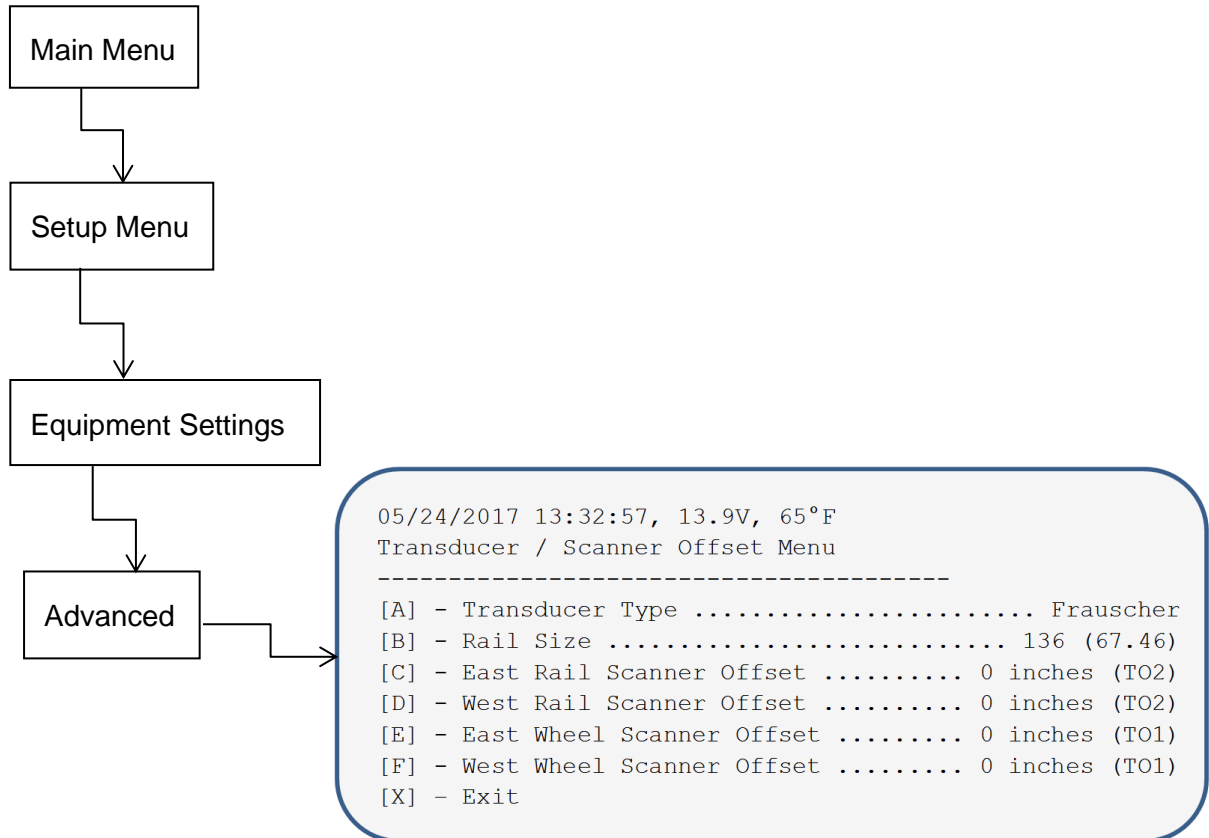 Main Menu
Setup Menu
Equipment Settings
Advanced
05/24/2017 13:32:57, 13.9V, 65°F
Transducer / Scanner Offset Menu
----------------------------------------
[A] - Transducer Type ........................ Frauscher
[B] - Rail Size ............................ 136 (67.46)
[C] - East Rail Scanner Offset .......... 0 inches (TO2)
[D] - West Rail Scanner Offset .......... 0 inches (TO2)
[E] - East Wheel Scanner Offset ......... 0 inches (TO1)
[F] - West Wheel Scanner Offset ......... 0 inches (TO1)
[X] – Exit